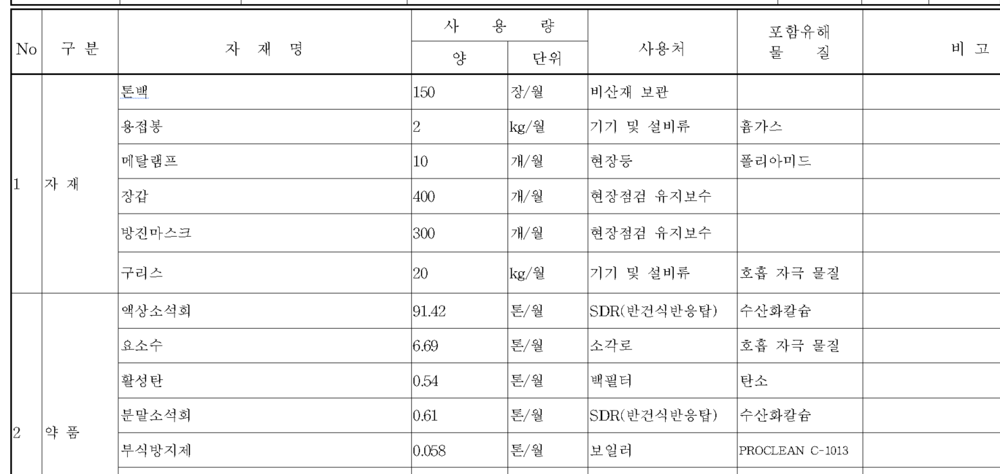 No 구 분 자 재 명 사 용 량 사용처 포함유해 물 질 비 고
양 단위
1 자 재 톤백 150 장/월 비산재 보관
용접봉 2 kg/월 기기 및 설비류 흄가스
메탈램프 10 개/월 현장등 폴리아미드
장갑 400 개/월 현장점검 유지보수
방진마스크 300 개/월 현장점검 유지보수
구리스 20 kg/월 기기 및 설비류 호흡 자극 물질
2 약 품 액상소석회 91.42 톤/월 SDR(반건식반응탑) 수산화칼슘
요소수 6.69 톤/월 소각로 호흡 자극 물질
활성탄 0.54 톤/월 백필터 탄소
분말소석회 0.61 톤/월 SDR(반건식반응탑) 수산화칼슘
부식방지제 0.058 톤/월 보일러 PROCLEAN C-1013